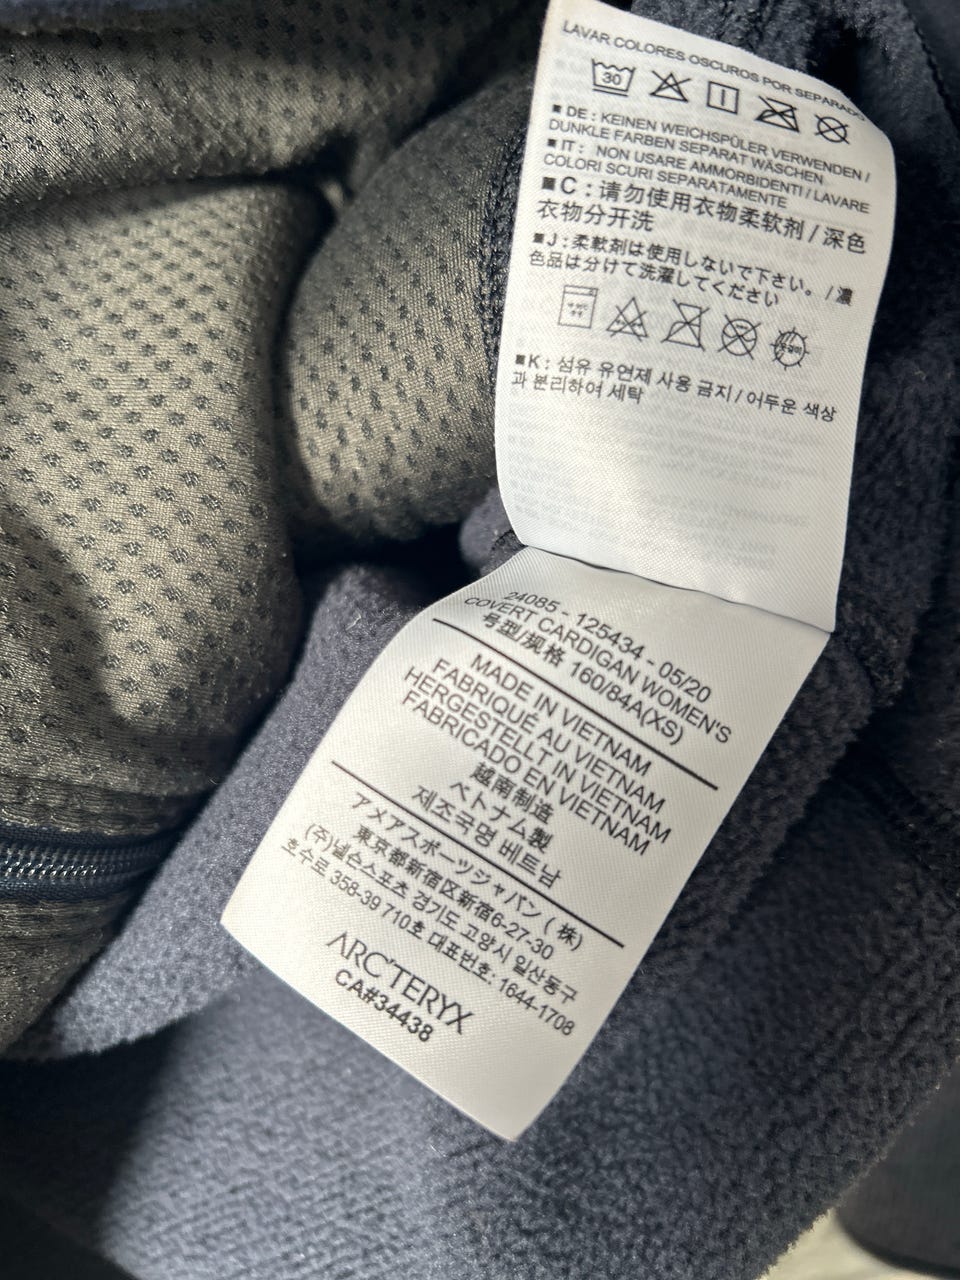 LAVAR COLORES OSCUROS POR SEPARADO
30
■ DE : KEINEN WEICHSPÜLER VERWENDEN /
DUNKLE FARBEN SEPARAT WÄSCHEN
■ IT : NON USARE AMMORBIDENTI / LAVARE
COLORI SCURI SEPARATAMENTE
■ C : 请勿使用衣物柔软剂 / 深色
衣物分开洗
■ J : 柔軟剤は使用しないで下さい。 / 濃
色品は分けて洗濯してください
■ K : 섬유 유연제 사용 금지 / 어두운 색상
과 분리하여 세탁
24085 - 125434 - 05/20
COVERT CARDIGAN WOMEN'S
号型/规格 160/84A(XS)
MADE IN VIETNAM
FABRIQUÉ AU VIETNAM
HERGESTELLT IN VIETNAM
FABRICADO EN VIETNAM
越南制造
ベトナム製
제조국명 베트남
アメアスポーツジャパン ( 株)
東京都新宿区新宿6-27-30
(주)넬슨스포츠 경기도 고양시 일산동구
호수로 358-39 710호 대표번호: 1644-1708
ARC'TERYX
CA#34438